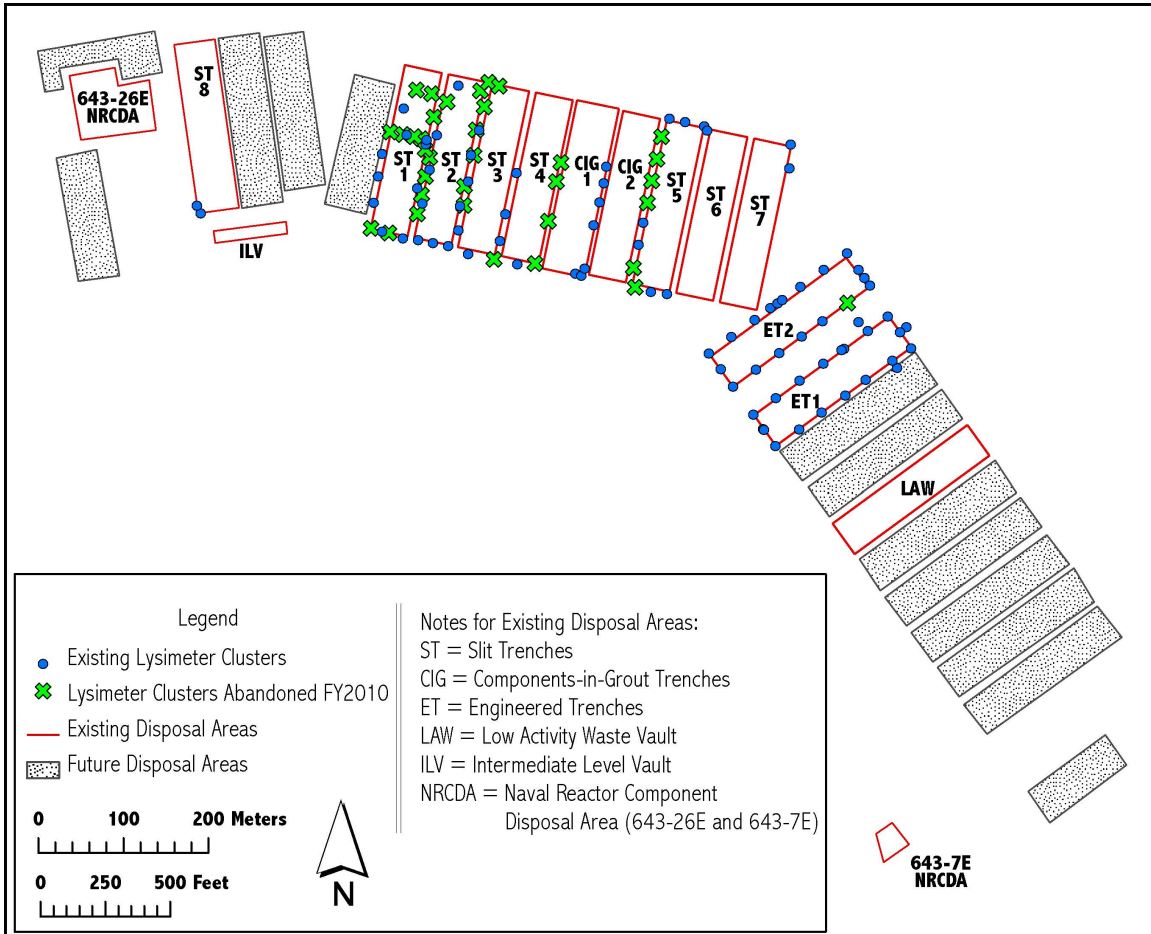 643-26E
NRCDA
ST
8
ILV
ST
1
ST
2
ST
3
ST
4
CIG
1
CIG
2
ST
5
ST
6
ST
7
ET2
ET1
LAW
643-7E
NRCDA
Legend
Existing Lysimeter Clusters
Lysimeter Clusters Abandoned FY2010
Existing Disposal Areas
Future Disposal Areas
0 100 200 Meters
0 250 500 Feet
N
Notes for Existing Disposal Areas:
ST = Slit Trenches
CIG = Components-in-Grout Trenches
ET = Engineered Trenches
LAW = Low Activity Waste Vault
ILV = Intermediate Level Vault
NRCDA = Naval Reactor Component
Disposal Area (643-26E and 643-7E)